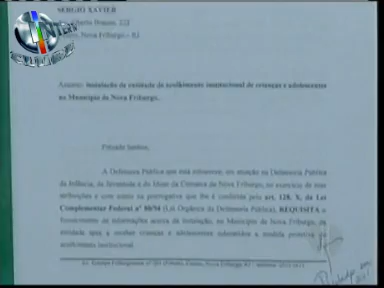 INTER
SERGIO XAVIER
Nova Friburgo - RJ
Assunto: instalação de entidade de acolhimento institucional de crianças e adolescentes
no Município de Nova Friburgo.
Prezado Senhor,
A Defensoria Pública que esta subscreve, em atuação na Defensoria Pública
da Infância, da Juventude e do Idoso da Comarca de Nova Friburgo, no exercício de suas
atribuições e com na prerrogativa que lhe é conferida pelo art. 128, X, da Lei
Complementar Federal nº 80/94 (Lei Orgânica da Defensoria Pública), REQUISITA o
fornecimento de informações acerca da instalação, no Município de Nova Friburgo, de
entidade apta a receber crianças e adolescentes submetidos a medida protetiva de
acolhimento institucional.